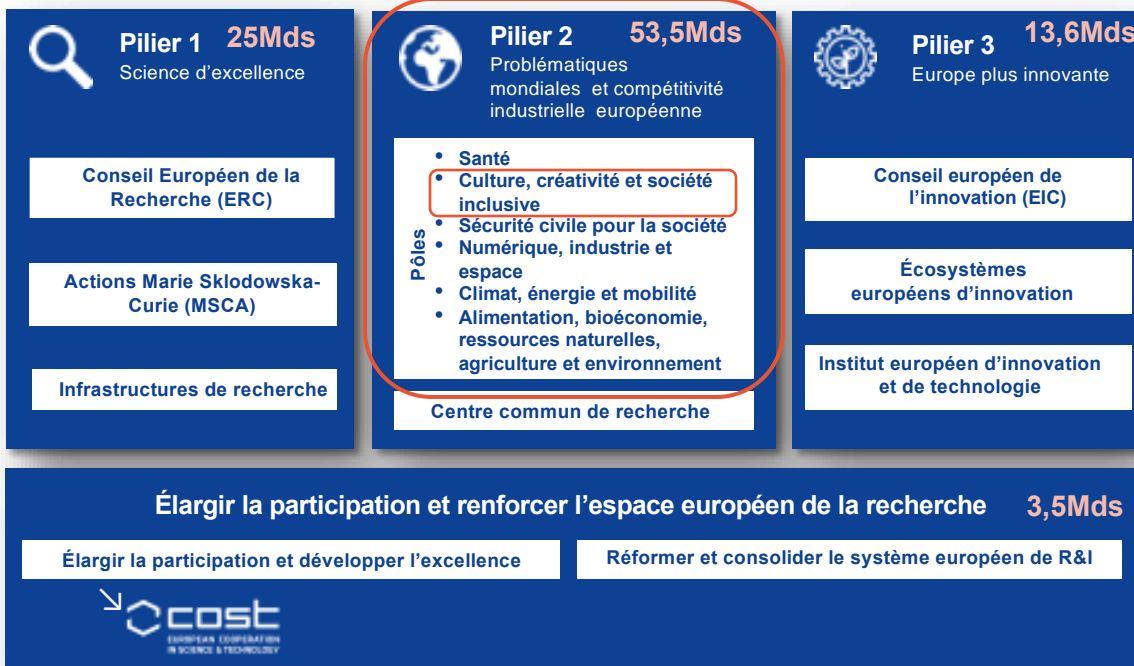 Pilier 1 25Mds
Science d'excellence
Conseil Européen de la
Recherche (ERC)
Actions Marie Sklodowska-
Curie (MSCA)
Infrastructures de recherche
Pilier 2 53,5Mds
Problématiques
mondiales et compétitivité
industrielle européenne
Pôles
• Santé
• Culture, créativité et société
inclusive
• Sécurité civile pour la société
• Numérique, industrie et
espace
• Climat, énergie et mobilité
• Alimentation, bioéconomie,
ressources naturelles,
agriculture et environnement
Centre commun de recherche
Pilier 3 13,6Mds
Europe plus innovante
Conseil européen de
l'innovation (EIC)
Écosystèmes
européens d'innovation
Institut européen d'innovation
et de technologie
Élargir la participation et renforcer l'espace européen de la recherche 3,5Mds
Élargir la participation et développer l'excellence
Réformer et consolider le système européen de R&I
cost
EUROPEAN COOPERATION
IN SCIENCE & TECHNOLOGY